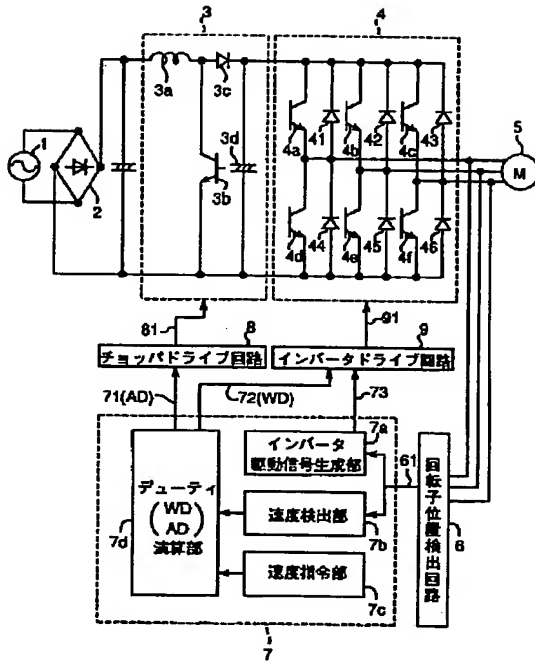 3
4
3a
3c
41
42
43
5
1
3d
4a
4b
4c
M
2
3b
44
45
46
4d
4e
4f
81
8
91
9
チョッパドライブ回路
インバータドライブ回路
71(AD)
72(WD)
73
7a
インバータ
駆動信号生成部
61
デューティ
(WD
AD)
演算部
7d
速度検出部
7b
速度指令部
7c
回転子位置検出回路
6
7